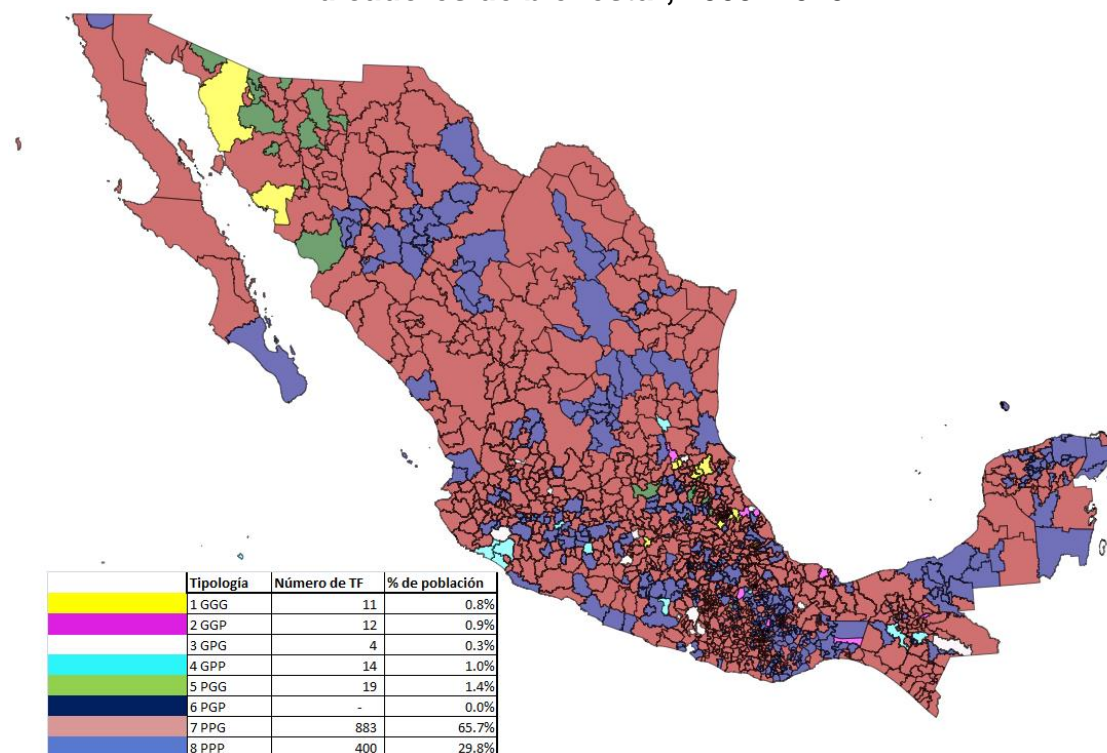 de bienestar,
Tipología Número de TF % de población
1 GGG 11 0.8%
2 GGP 12 0.9%
3 GPG 4 0.3%
4 GPP 14 1.0%
5 PGG 19 1.4%
6 PGP - 0.0%
7 PPG 883 65.7%
8 PPP 400 29.8%